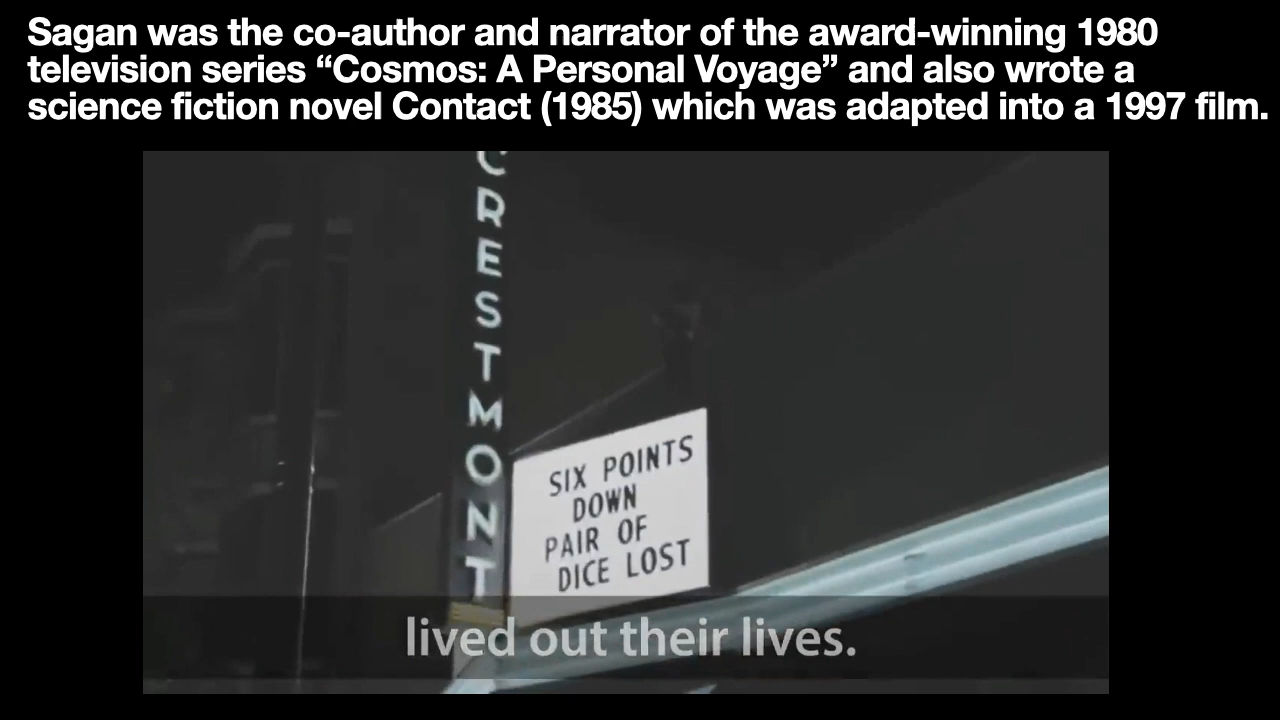 Sagan was the co-author and narrator of the award-winning 1980
television series “Cosmos: A Personal Voyage” and also wrote a
science fiction novel Contact (1985) which was adapted into a 1997 film.
CRESTMONT
SIX POINTS
DOWN
PAIR OF
DICE LOST
lived out their lives.